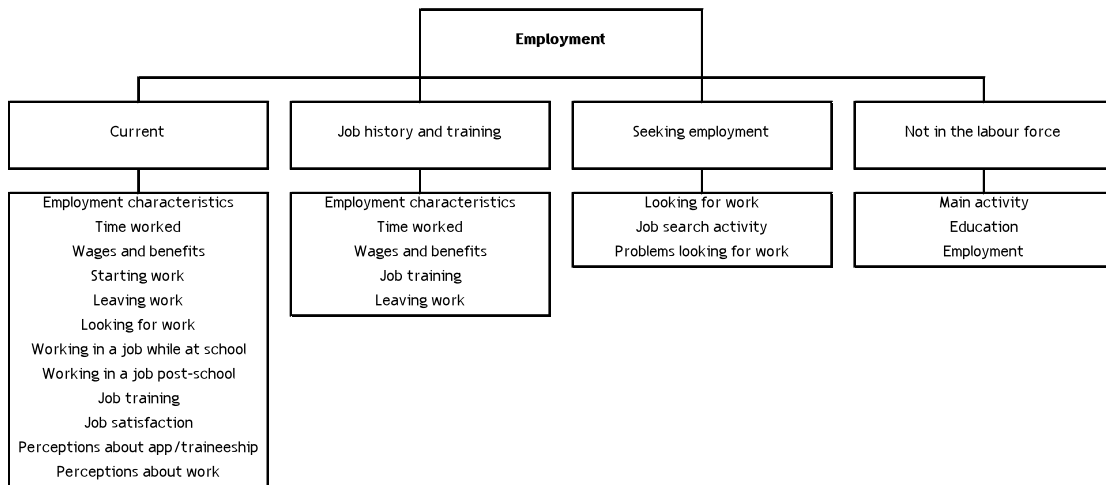 Employment
Current
Job history and training
Seeking employment
Not in the labour force
Employment characteristics
Time worked
Wages and benefits
Starting work
Leaving work
Looking for work
Working in a job while at school
Working in a job post-school
Job training
Job satisfaction
Perceptions about app/traineeship
Perceptions about work
Employment characteristics
Time worked
Wages and benefits
Job training
Leaving work
Looking for work
Job search activity
Problems looking for work
Main activity
Education
Employment